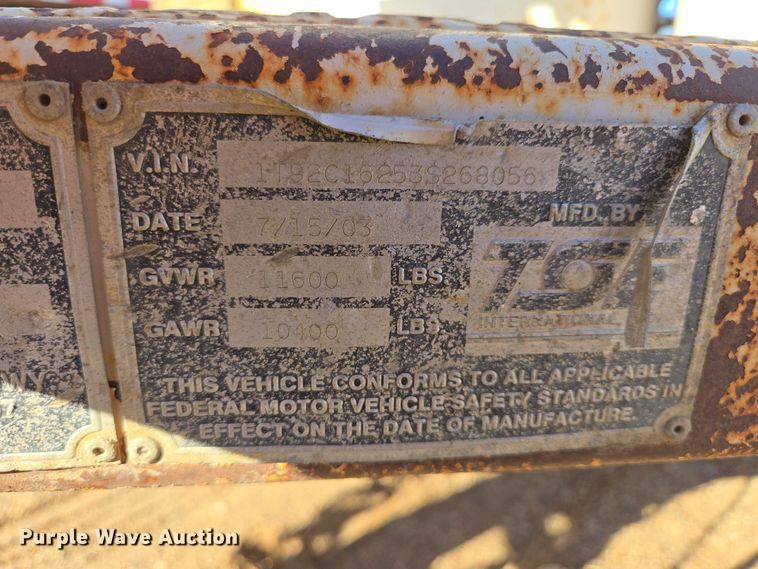 V.I.N. 1T92C16253S268056
DATE 7/15/03
MFD. BY
GVWR 11600 LBS
TSE
INTERNATIONAL
GAWR 10400 LBS
THIS VEHICLE CONFORMS TO ALL APPLICABLE
FEDERAL MOTOR VEHICLE SAFETY STANDARDS IN
EFFECT ON THE DATE OF MANUFACTURE
Purple Wave Auction